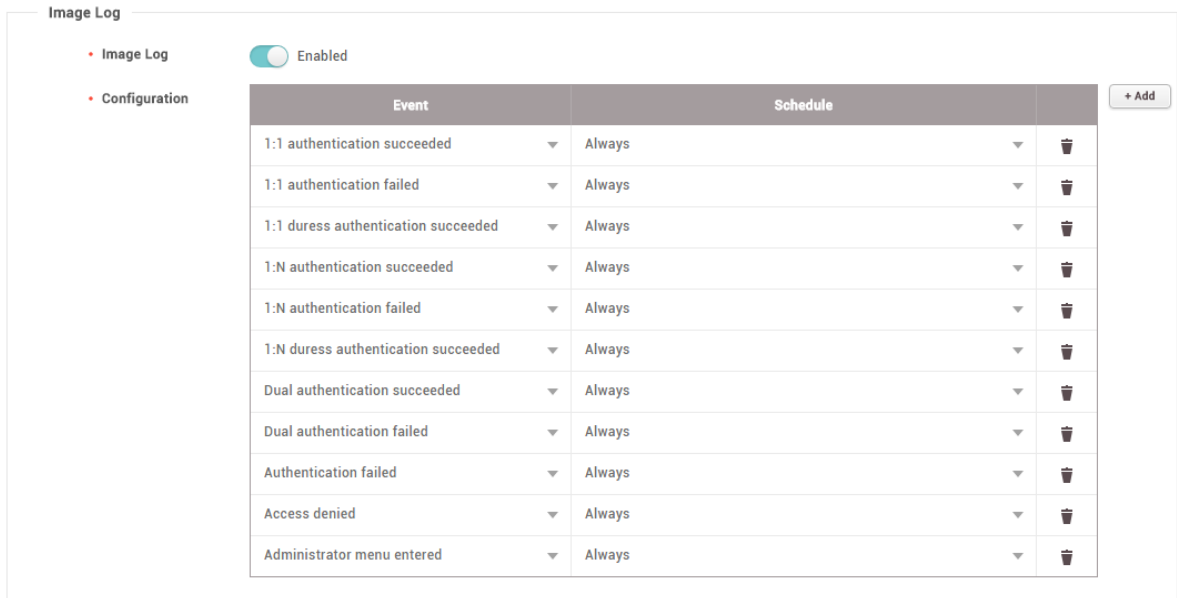 Image Log
• Image Log Enabled
• Configuration
Event Schedule + Add
1:1 authentication succeeded Always
1:1 authentication failed Always
1:1 duress authentication succeeded Always
1:N authentication succeeded Always
1:N authentication failed Always
1:N duress authentication succeeded Always
Dual authentication succeeded Always
Dual authentication failed Always
Authentication failed Always
Access denied Always
Administrator menu entered Always